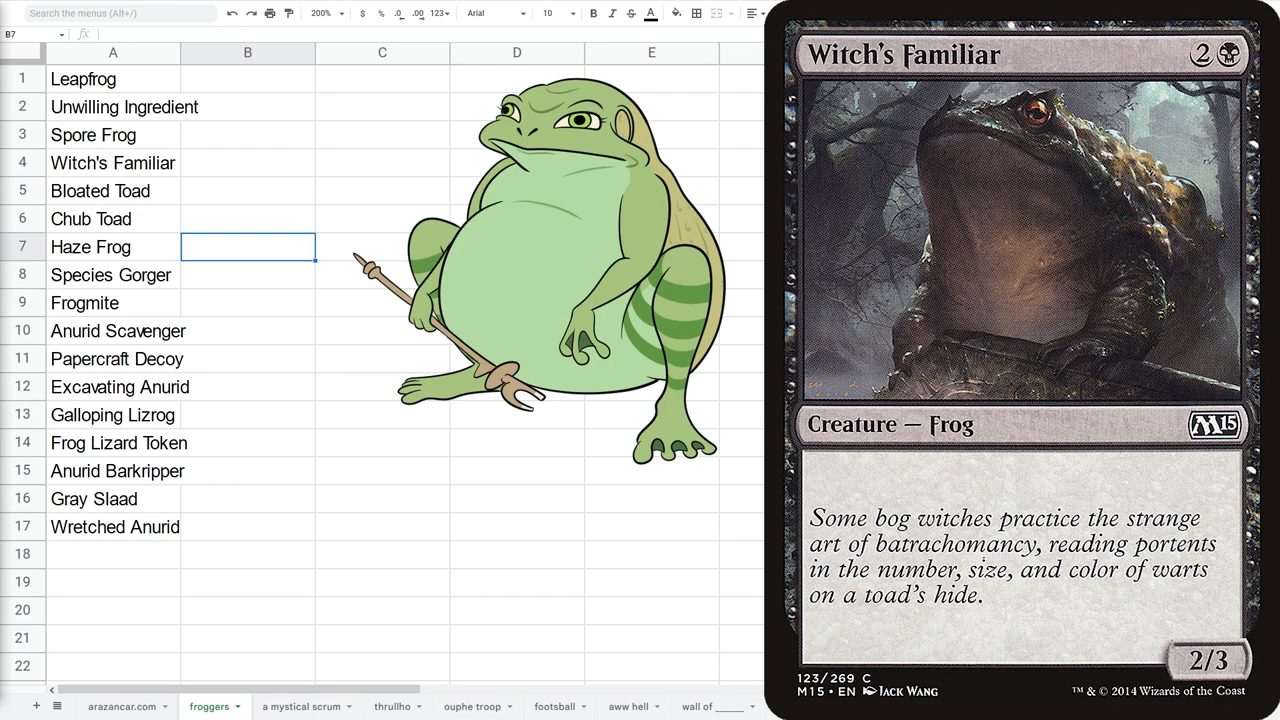 Search the menus (Alt+/)
200%
$
%
.0
.00
123
Arial
10
B
I
S
A
B7
fx
A
B
C
D
E
1
Leapfrog
2
Unwilling Ingredient
3
Spore Frog
4
Witch's Familiar
5
Bloated Toad
6
Chub Toad
7
Haze Frog
8
Species Gorger
9
Frogmite
10
Anurid Scavenger
11
Papercraft Decoy
12
Excavating Anurid
13
Galloping Lizrog
14
Frog Lizard Token
15
Anurid Barkripper
16
Gray Slaad
17
Wretched Anurid
18
19
20
21
22
arazancar.com
froggers
a mystical scrum
thrullho
ouphe troop
footsball
aww hell
wall of _____
Witch's Familiar
2
Creature — Frog
M15
Some bog witches practice the strange
art of batrachomancy, reading portents
in the number, size, and color of warts
on a toad's hide.
2/3
123/269 C
M15 • EN Jack Wang
™ & © 2014 Wizards of the Coast